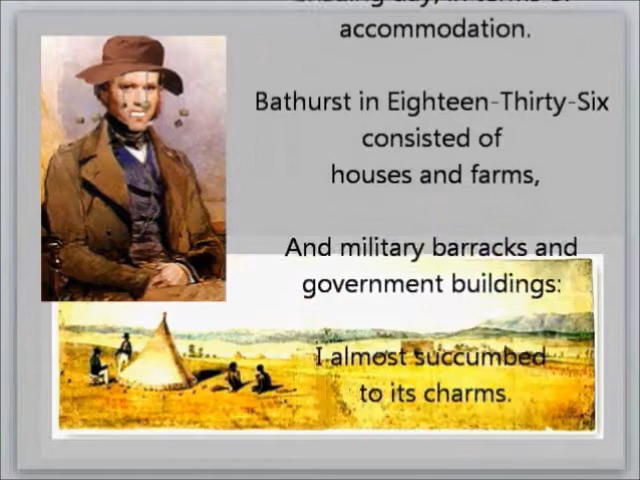 accommodation.
Bathurst in Eighteen-Thirty-Six
consisted of
houses and farms,
And military barracks and
government buildings:
I almost succumbed
to its charms.